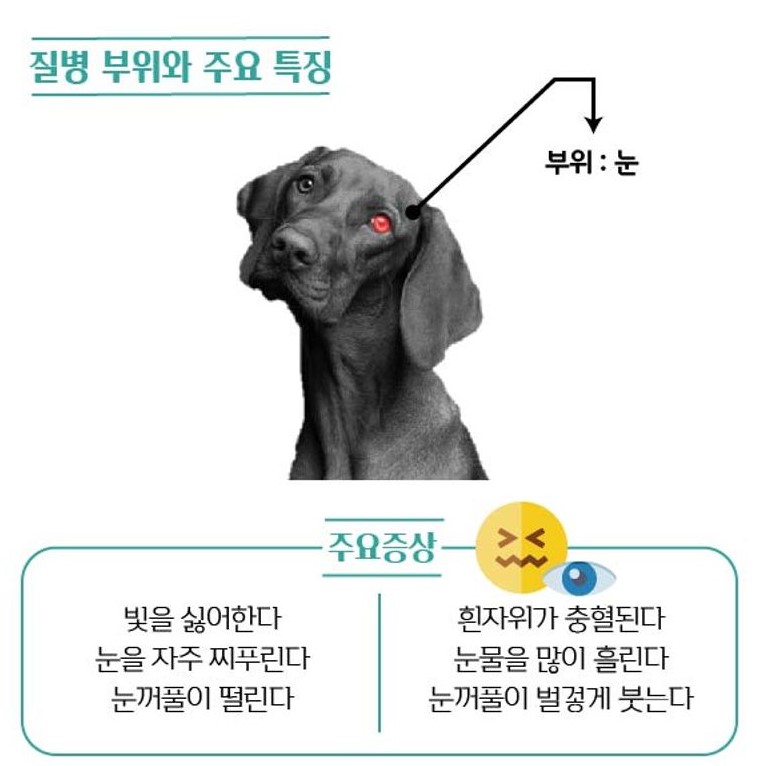 질병 부위와 주요 특징
부위 : 눈
주요증상
빛을 싫어한다
눈을 자주 찌푸린다
눈꺼풀이 떨린다
흰자위가 충혈된다
눈물을 많이 흘린다
눈꺼풀이 벌겋게 붓는다